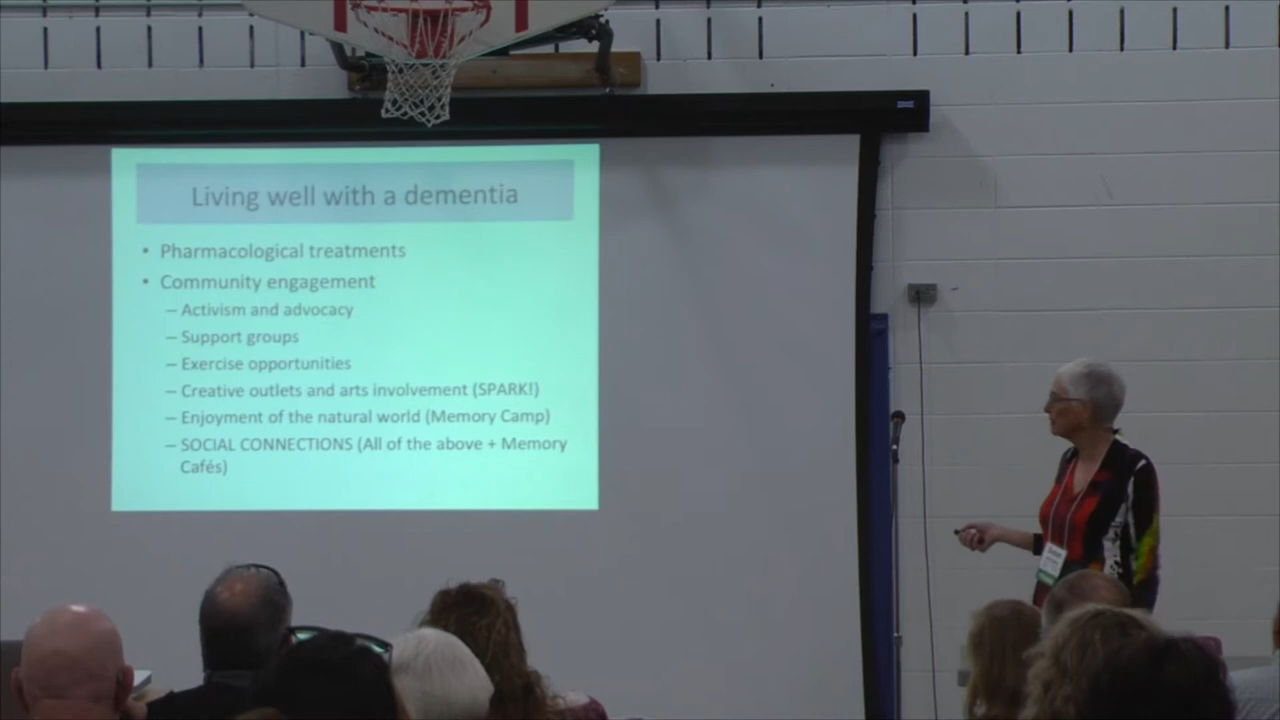 Living well with a dementia
• Pharmacological treatments
• Community engagement
– Activism and advocacy
– Support groups
– Exercise opportunities
– Creative outlets and arts involvement (SPARK!)
– Enjoyment of the natural world (Memory Camp)
– SOCIAL CONNECTIONS (All of the above + Memory
Cafés)